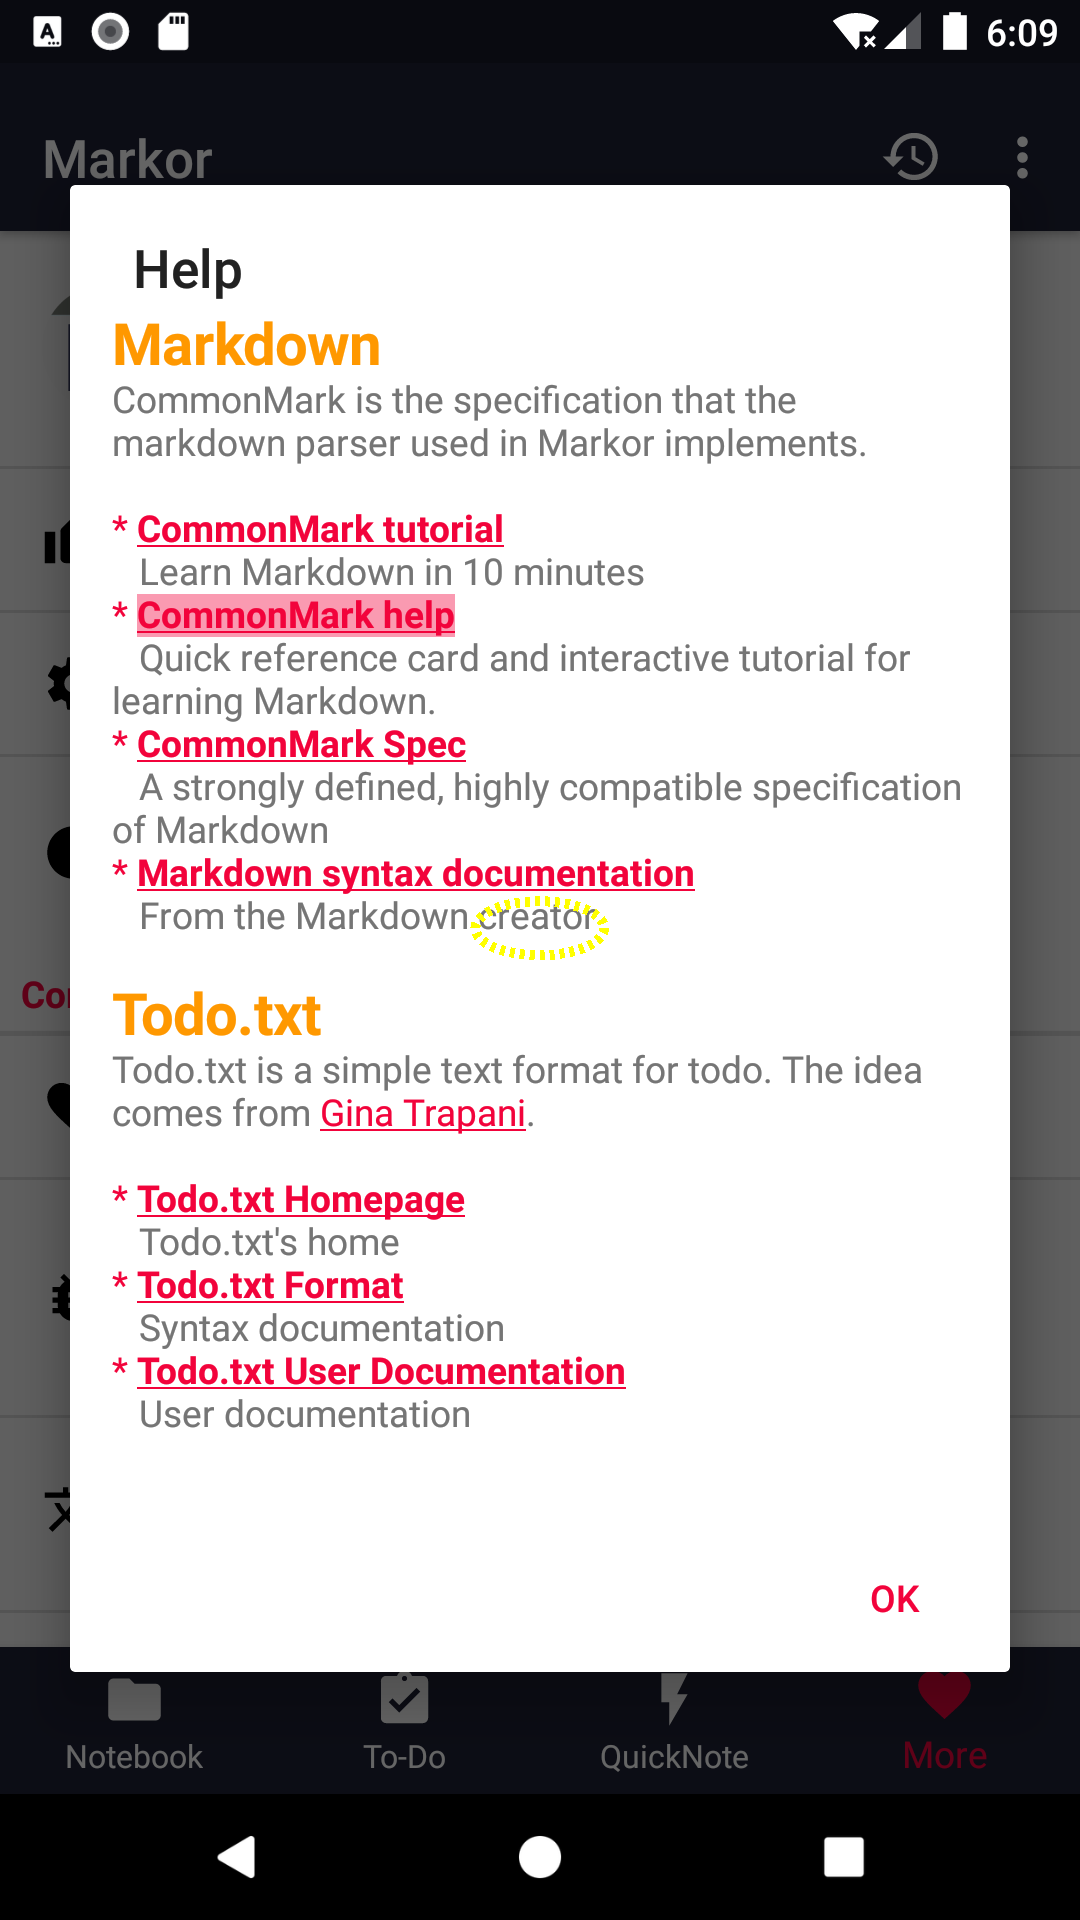 6:09
Markor
Help
Markdown
CommonMark is the specification that the
markdown parser used in Markor implements.
* CommonMark tutorial
Learn Markdown in 10 minutes
* CommonMark help
Quick reference card and interactive tutorial for
learning Markdown.
* CommonMark Spec
A strongly defined, highly compatible specification
of Markdown
* Markdown syntax documentation
From the Markdown creator
Co
Todo.txt
Todo.txt is a simple text format for todo. The idea
comes from Gina Trapani.
* Todo.txt Homepage
Todo.txt's home
* Todo.txt Format
Syntax documentation
* Todo.txt User Documentation
User documentation
OK
Notebook
To-Do
QuickNote
More